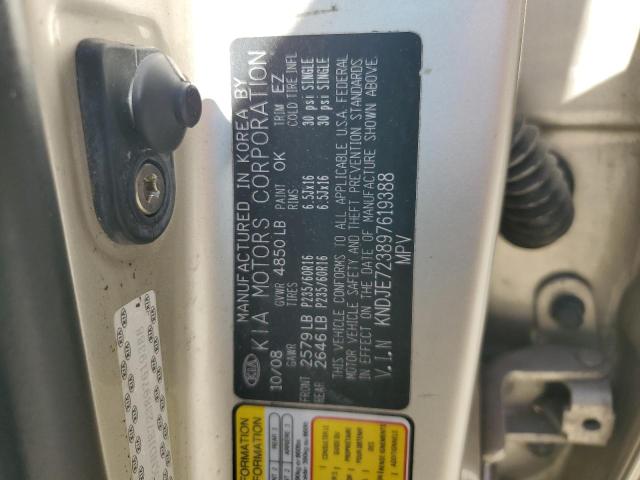 MANUFACTURED IN KOREA BY
KIA KIA MOTORS CORPORATION
10/08 GVWR 4850 LB PAINT OK TRIM EZ
GAWR TIRES RIMS COLD TIRE INFL
FRONT 2579 LB P235/60R16 6.5Jx16 30 psi SINGLE
REAR 2646 LB P235/60R16 6.5Jx16 30 psi SINGLE
THIS VEHICLE CONFORMS TO ALL APPLICABLE U.S.A. FEDERAL
MOTOR VEHICLE SAFETY AND THEFT PREVENTION STANDARDS
IN EFFECT ON THE DATE OF MANUFACTURE SHOWN ABOVE.
V.I.N KNDJE723897619388
MPV
REAR
ARRIÈRE